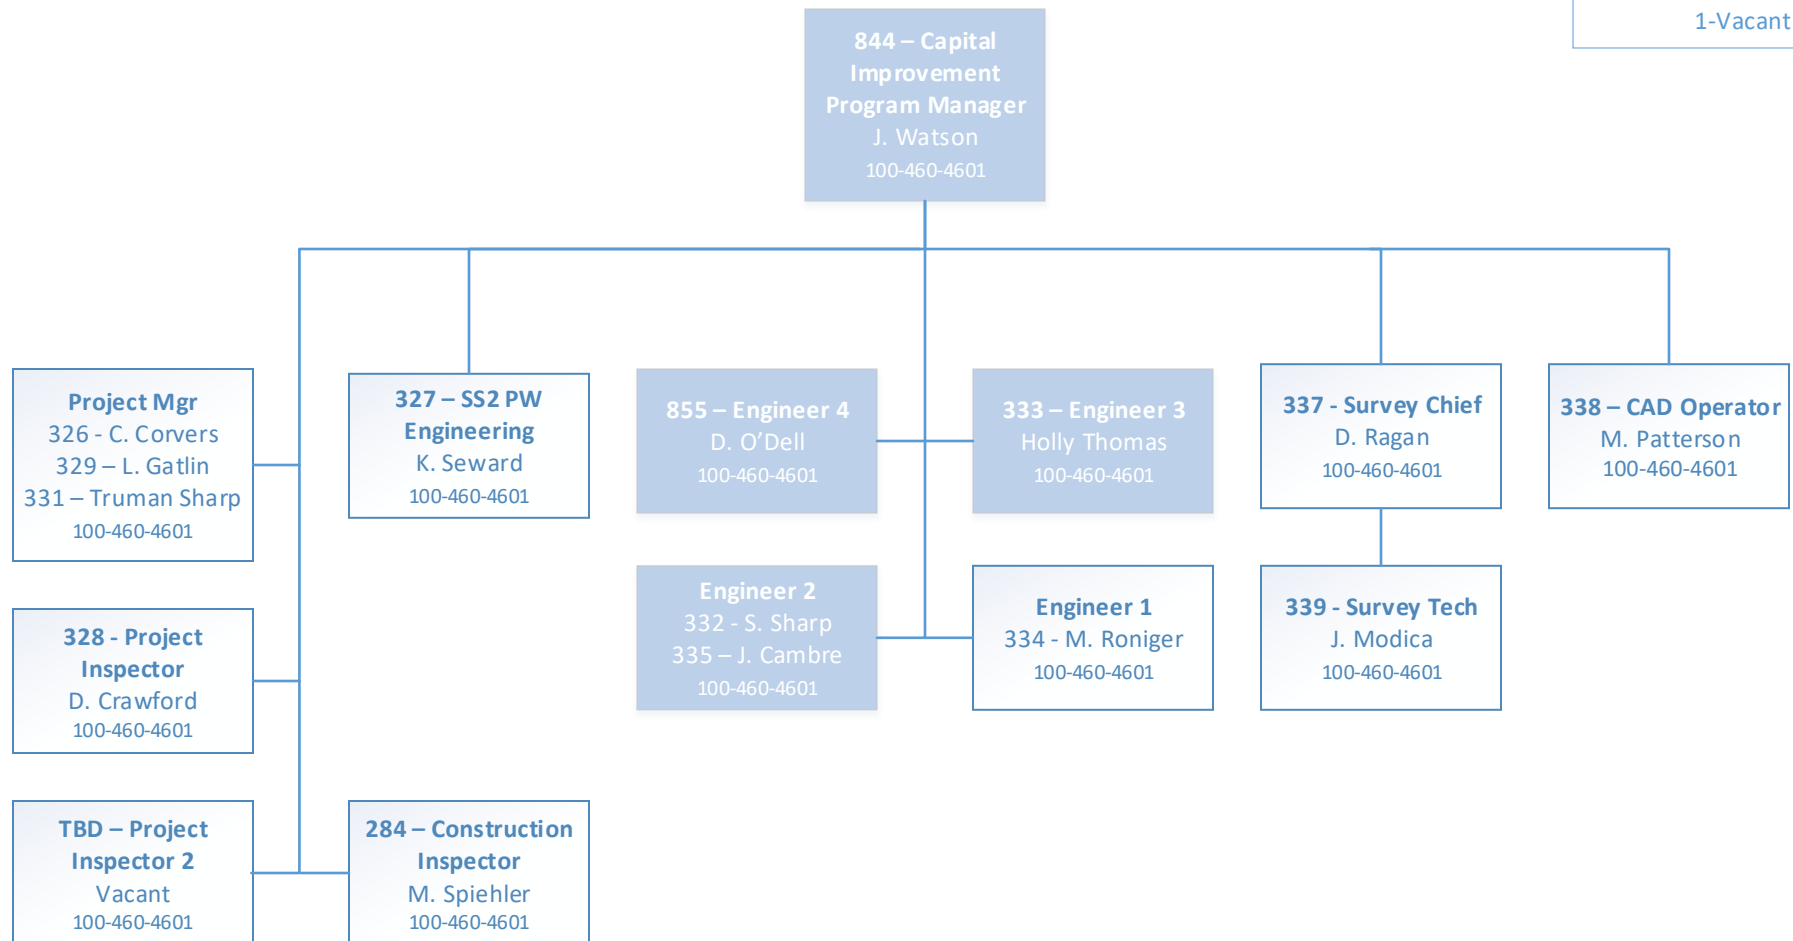 1-Vacant
844 – Capital
Improvement
Program Manager
J. Watson
100-460-4601
Project Mgr
326 - C. Corvers
329 – L. Gatlin
331 – Truman Sharp
100-460-4601
327 – SS2 PW
Engineering
K. Seward
100-460-4601
855 – Engineer 4
D. O’Dell
100-460-4601
333 – Engineer 3
Holly Thomas
100-460-4601
337 - Survey Chief
D. Ragan
100-460-4601
338 – CAD Operator
M. Patterson
100-460-4601
328 - Project
Inspector
D. Crawford
100-460-4601
Engineer 2
332 - S. Sharp
335 – J. Cambre
100-460-4601
Engineer 1
334 - M. Roniger
100-460-4601
339 - Survey Tech
J. Modica
100-460-4601
TBD – Project
Inspector 2
Vacant
100-460-4601
284 – Construction
Inspector
M. Spiehler
100-460-4601